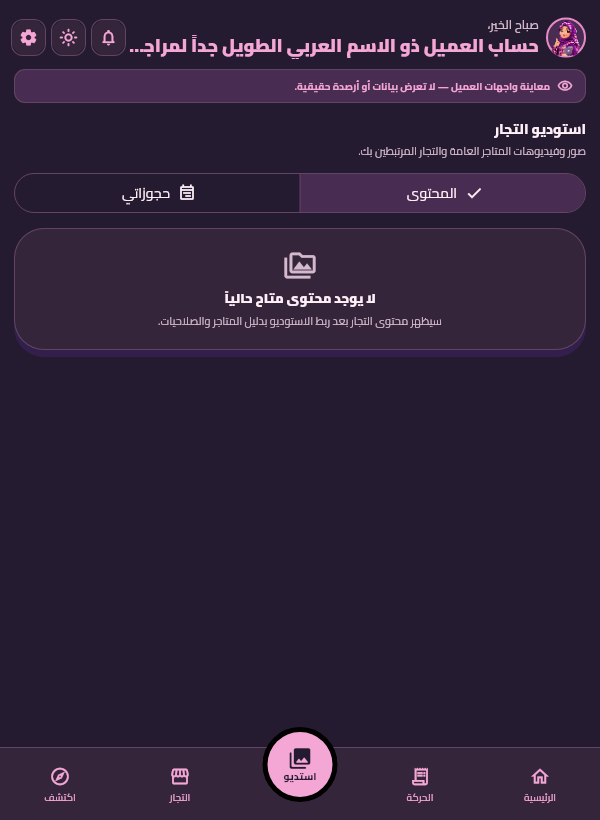 صباح الخير،
حساب العميل ذو الاسم العربي الطويل جداً لمراجـ...
معاينة واجهات العميل — لا تعرض بيانات أو أرصدة حقيقية.
استوديو التجار
صور وفيديوهات المتاجر العامة والتجار المرتبطين بك.
المحتوى
حجوزاتي
لا يوجد محتوى متاح حالياً
سيظهر محتوى التجار بعد ربط الاستوديو بدليل المتاجر والصلاحيات.
الرئيسية
الحركة
استديو
التجار
اكتشف